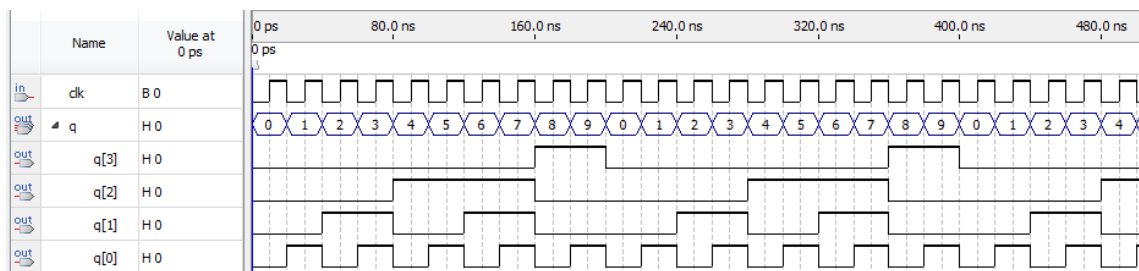 Name Value at 0 ps 0 ps 80.0 ns 160.0 ns 240.0 ns 320.0 ns 400.0 ns 480.0 ns
0 ps
in clk B 0
out q H 0 0 1 2 3 4 5 6 7 8 9 0 1 2 3 4 5 6 7 8 9 0 1 2 3 4
out q[3] H 0
out q[2] H 0
out q[1] H 0
out q[0] H 0